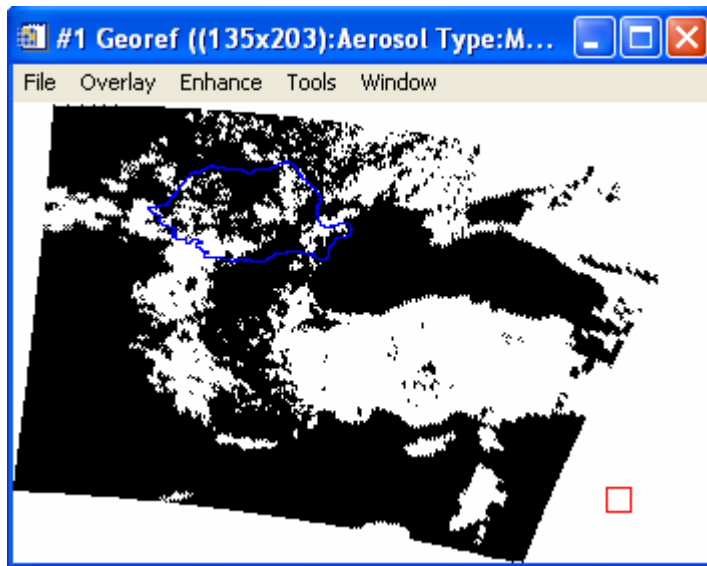 #1 Georef ((135x203):Aerosol Type:M...
File Overlay Enhance Tools Window